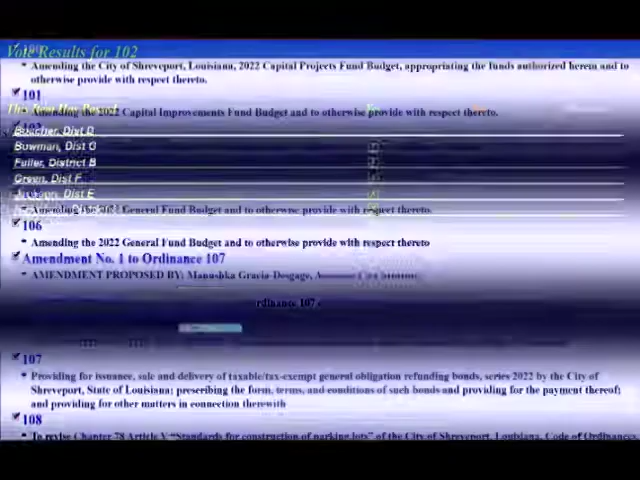 Vote Results for 102
Amending the City of Shreveport, Louisiana, 2022 Capital Projects Fund Budget, appropriating the funds authorized herein and to
otherwise provide with respect thereto.
101
This Item Has Passed
Amending the 2022 Capital Improvements Fund Budget and to otherwise provide with respect thereto.
Boucher, Dist D
Bowman, Dist G
Fuller, District B
Green, Dist F
Jackson, Dist E
Amending the 2022 General Fund Budget and to otherwise provide with respect thereto.
106
Amending the 2022 General Fund Budget and to otherwise provide with respect thereto
Amendment No. 1 to Ordinance 107
AMENDMENT PROPOSED BY:
107
Providing for issuance, sale and delivery of taxable/tax-exempt general obligation refunding bonds, series 2022 by the City of
Shreveport, State of Louisiana; prescribing the form, terms, and conditions of such bonds and providing for the payment thereof;
and providing for other matters in connection therewith
108
To revise Chapter 78 Article V "Standards for construction of parking lots" of the City of Shreveport, Louisiana, Code of Ordinances